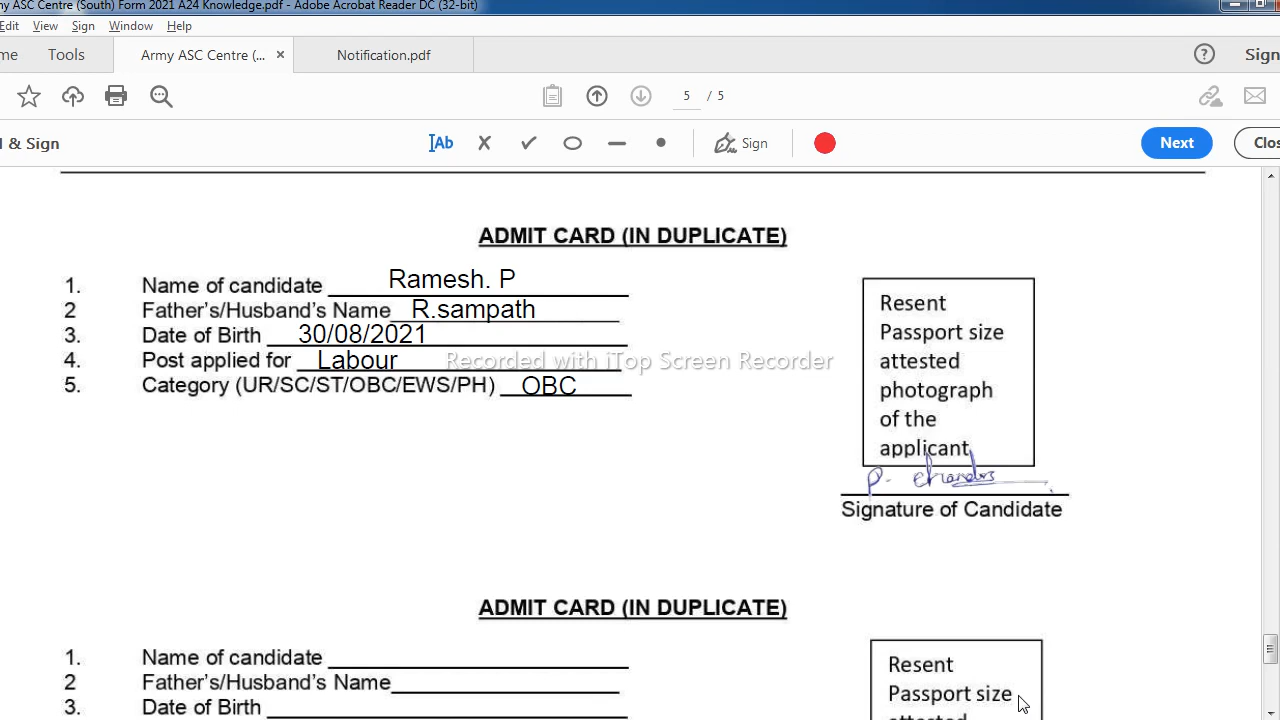 my ASC Centre (South) Form 2021 A24 Knowledge.pdf - Adobe Acrobat Reader DC (32-bit)
Edit View Sign Window Help
me Tools Army ASC Centre (... × Notification.pdf Sign
5 / 5
l & Sign Ab Sign Next Clos
ADMIT CARD (IN DUPLICATE)
1. Name of candidate Ramesh. P
2 Father's/Husband's Name R.sampath
3. Date of Birth 30/08/2021
4. Post applied for Labour
5. Category (UR/SC/ST/OBC/EWS/PH) OBC
Recorded with iTop Screen Recorder
Resent
Passport size
attested
photograph
of the
applicant
Signature of Candidate
ADMIT CARD (IN DUPLICATE)
1. Name of candidate
2 Father's/Husband's Name
3. Date of Birth
Resent
Passport size
attested